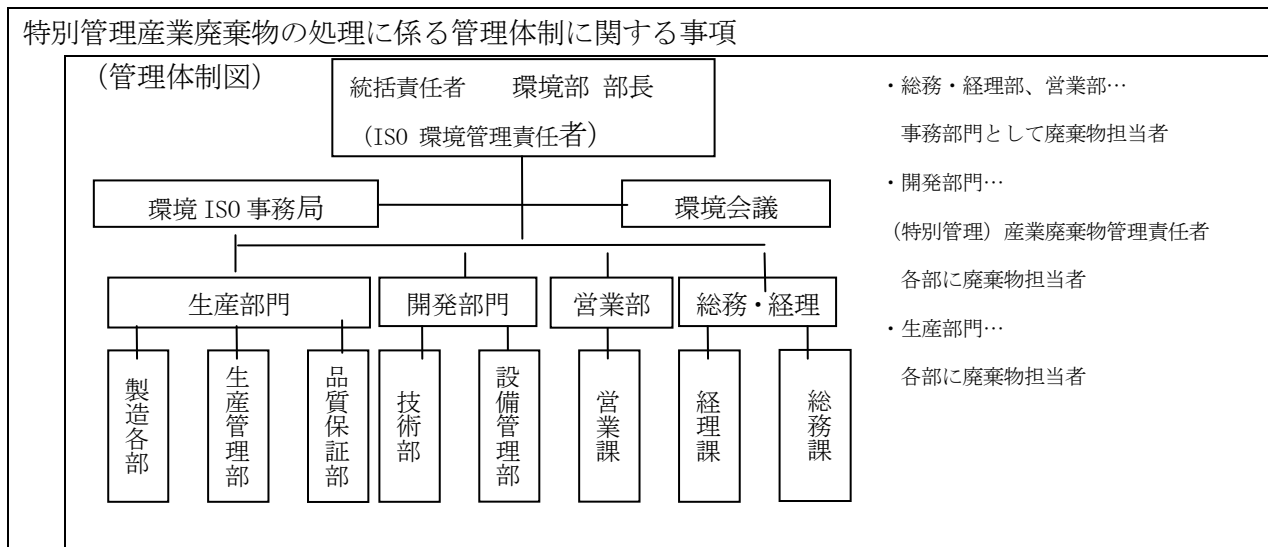 特別管理産業廃棄物の処理に係る管理体制に関する事項
（管理体制図）
統括責任者 環境部 部長
（ISO 環境管理責任者）
環境 ISO 事務局
環境会議
生産部門
開発部門
営業部
総務・経理
製造各部
生産管理部
品質保証部
技術部
設備管理部
営業課
経理課
総務課
・総務・経理部、営業部…
事務部門として廃棄物担当者
・開発部門…
（特別管理）産業廃棄物管理責任者
各部に廃棄物担当者
・生産部門…
各部に廃棄物担当者